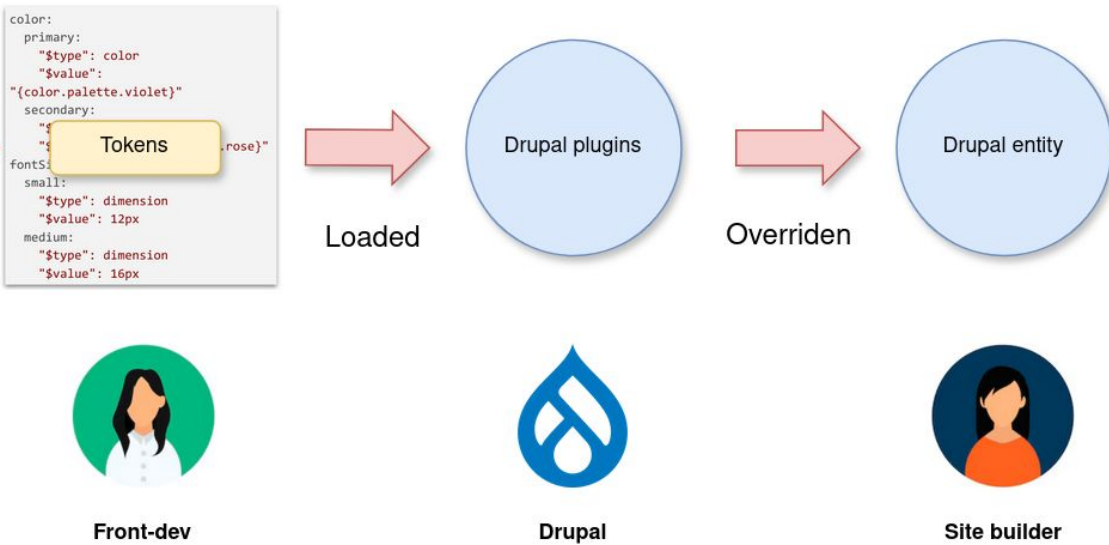 color:
primary:
"$type": color
"$value":
"{color.palette.violet}"
secondary:
Tokens
.rose}"
small:
"$type": dimension
"$value": 12px
medium:
"$type": dimension
"$value": 16px
Loaded
Drupal plugins
Overriden
Drupal entity
Front-dev
Drupal
Site builder